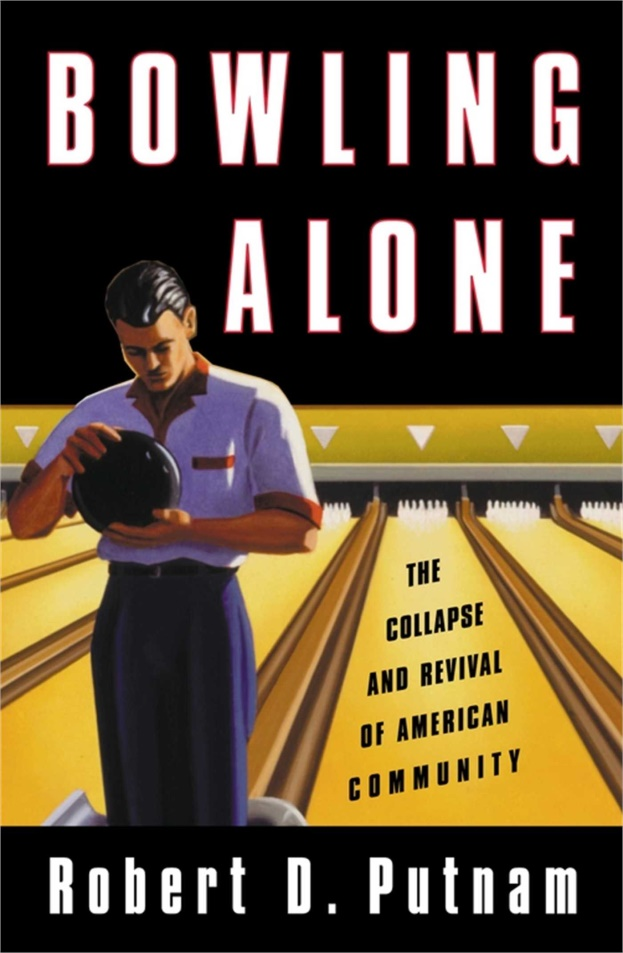 BOWLING
ALONE
THE
COLLAPSE
AND REVIVAL
OF AMERICAN
COMMUNITY
Robert D. Putnam